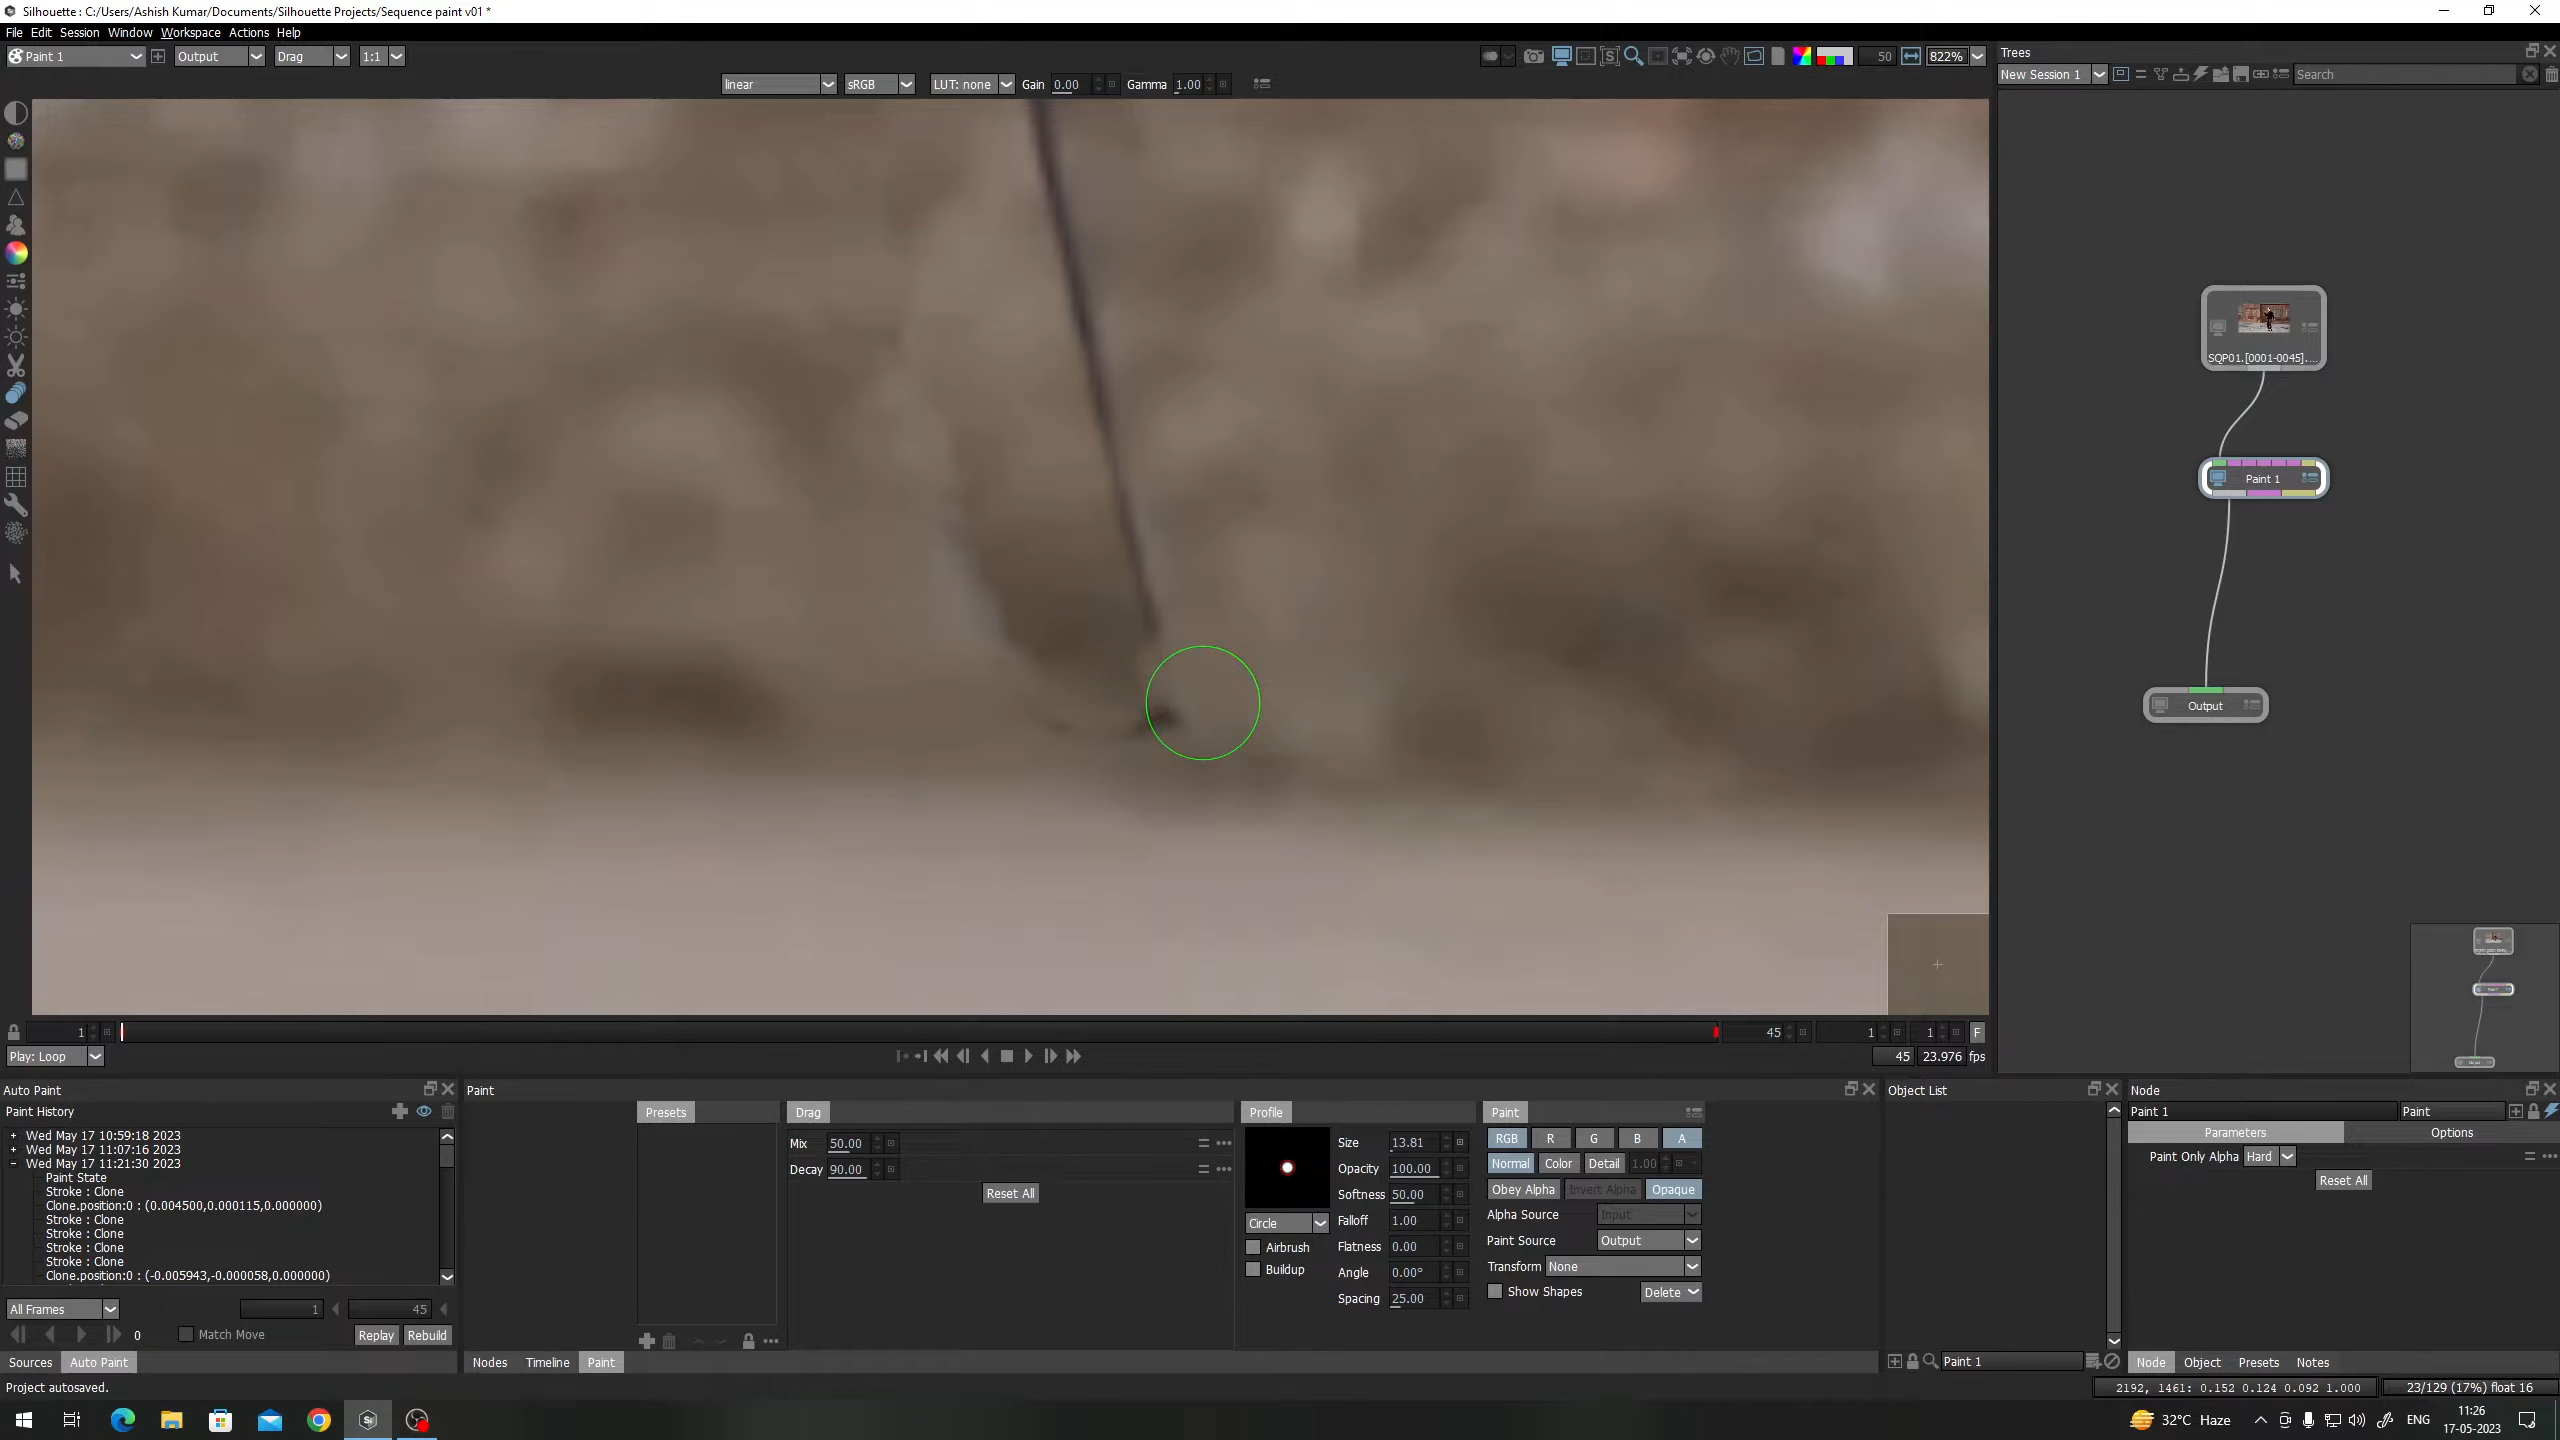 Silhouette : C:/Users/Ashish Kumar/Documents/Silhouette Projects/Sequence paint v01 *
File Edit Session Window Workspace Actions Help
Paint 1 Output Drag 1:1 50 822%
linear sRGB LUT: none Gain 0.00 Gamma 1.00
Trees
New Session 1 Search
SQP01.[0001-0045]....
Paint 1
Output
1 45 1 1 F
Play: Loop 45 23.976 fps
Auto Paint
Paint History
Wed May 17 10:59:18 2023
Wed May 17 11:07:16 2023
Wed May 17 11:21:30 2023
Paint State
Stroke : Clone
Clone.position:0 : (0.004500,0.000115,0.000000)
Stroke : Clone
Stroke : Clone
Stroke : Clone
Stroke : Clone
Clone.position:0 : (-0.005943,-0.000058,0.000000)
All Frames 1 45
0 Match Move Replay Rebuild
Sources Auto Paint
Paint
Presets
Drag
Mix 50.00
Decay 90.00
Reset All
Profile
Circle
Airbrush
Buildup
Size 13.81
Opacity 100.00
Softness 50.00
Falloff 1.00
Flatness 0.00
Angle 0.00°
Spacing 25.00
Paint
RGB R G B A
Normal Color Detail 1.00
Obey Alpha Invert Alpha Opaque
Alpha Source Input
Paint Source Output
Transform None
Show Shapes Delete
Nodes Timeline Paint
Object List
Paint 1
Node
Paint 1 Paint
Parameters Options
Paint Only Alpha Hard
Reset All
Node Object Presets Notes
Project autosaved.
2192, 1461: 0.152 0.124 0.092 1.000 23/129 (17%) float 16
32°C Haze ENG 11:26
17-05-2023